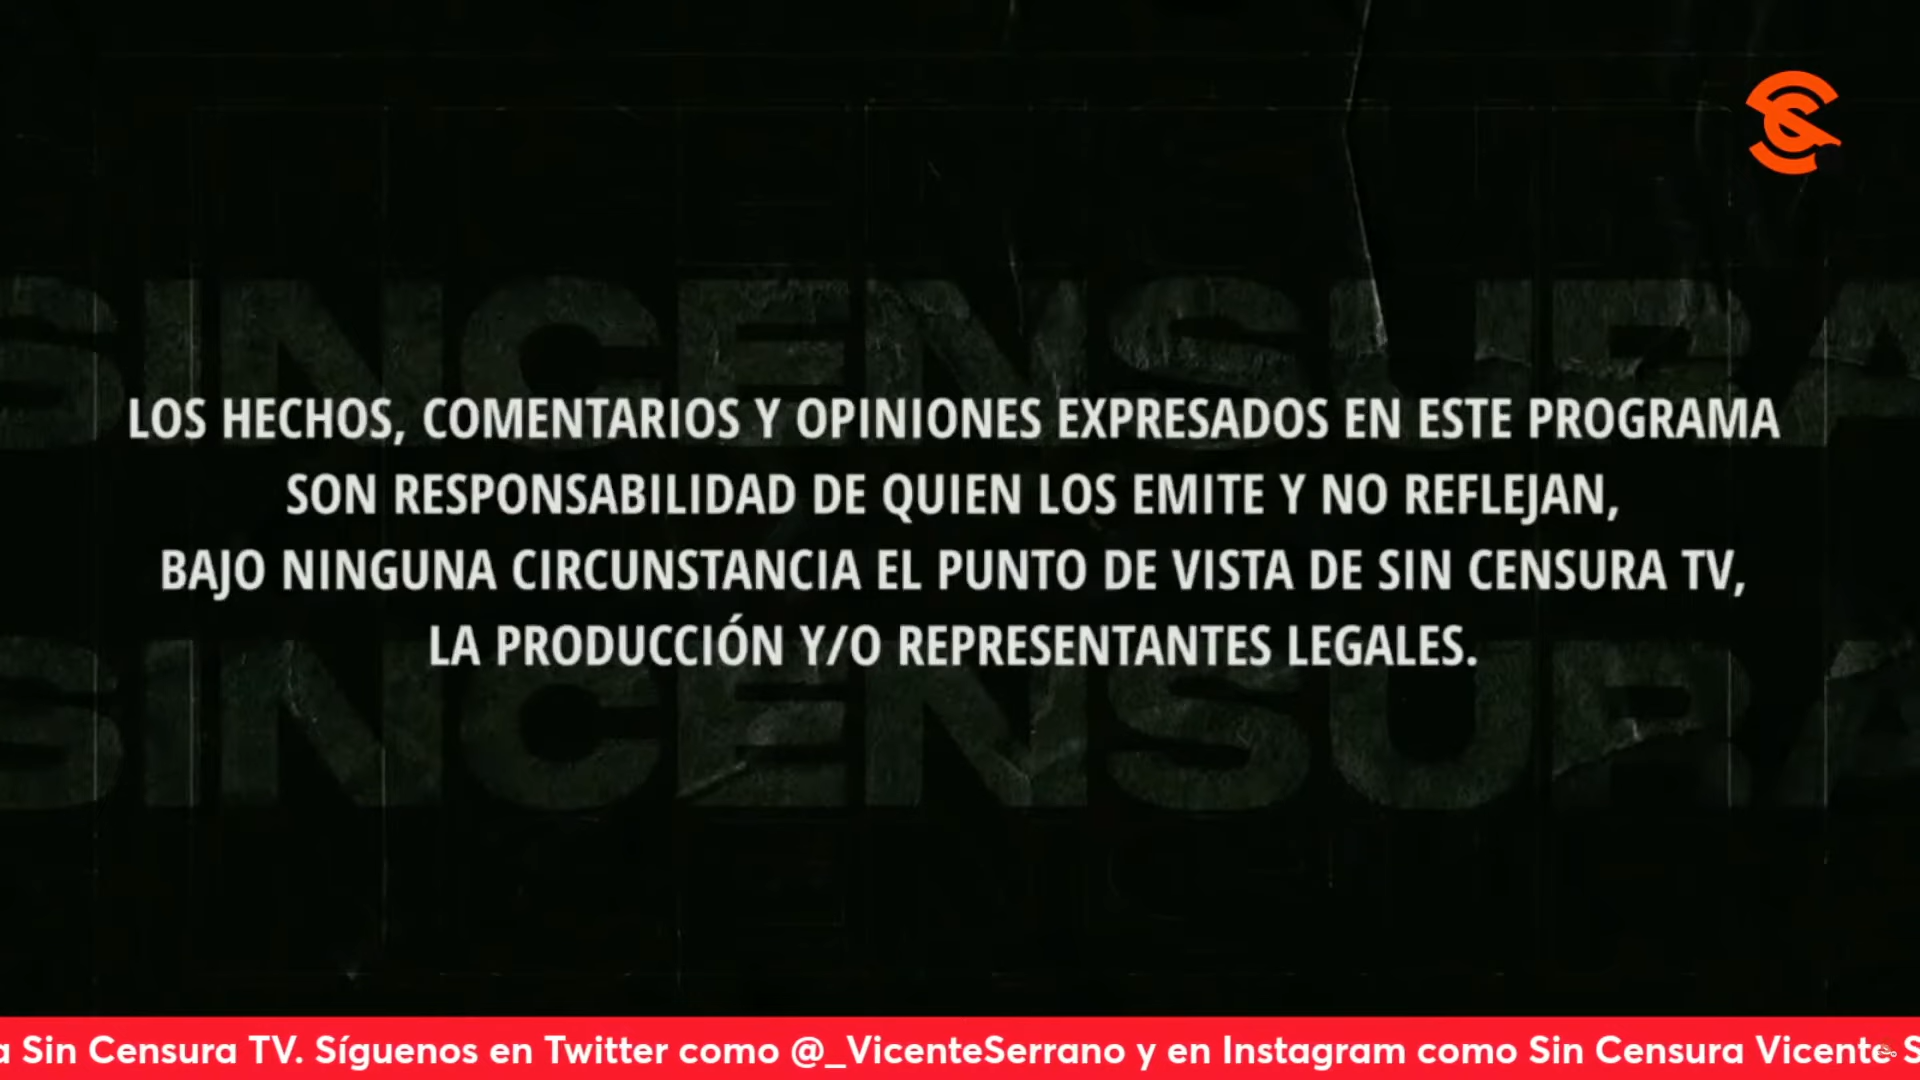 SINCENSURA
LOS HECHOS, COMENTARIOS Y OPINIONES EXPRESADOS EN ESTE PROGRAMA
SON RESPONSABILIDAD DE QUIEN LOS EMITE Y NO REFLEJAN,
BAJO NINGUNA CIRCUNSTANCIA EL PUNTO DE VISTA DE SIN CENSURA TV,
LA PRODUCCIÓN Y/O REPRESENTANTES LEGALES.
SINCENSURA
a Sin Censura TV. Síguenos en Twitter como @_VicenteSerrano y en Instagram como Sin Censura Vicente S